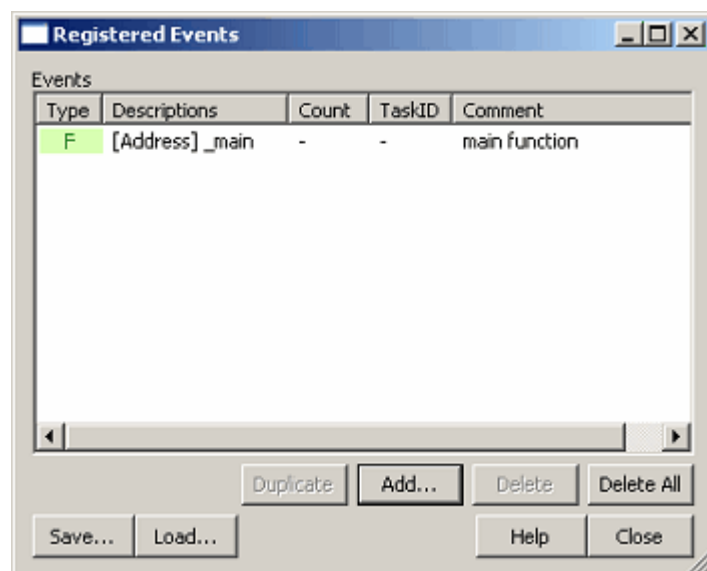 Registered Events
Events
Type Descriptions Count TaskID Comment
F [Address] _main - - main function
Duplicate Add... Delete Delete All
Save... Load... Help Close